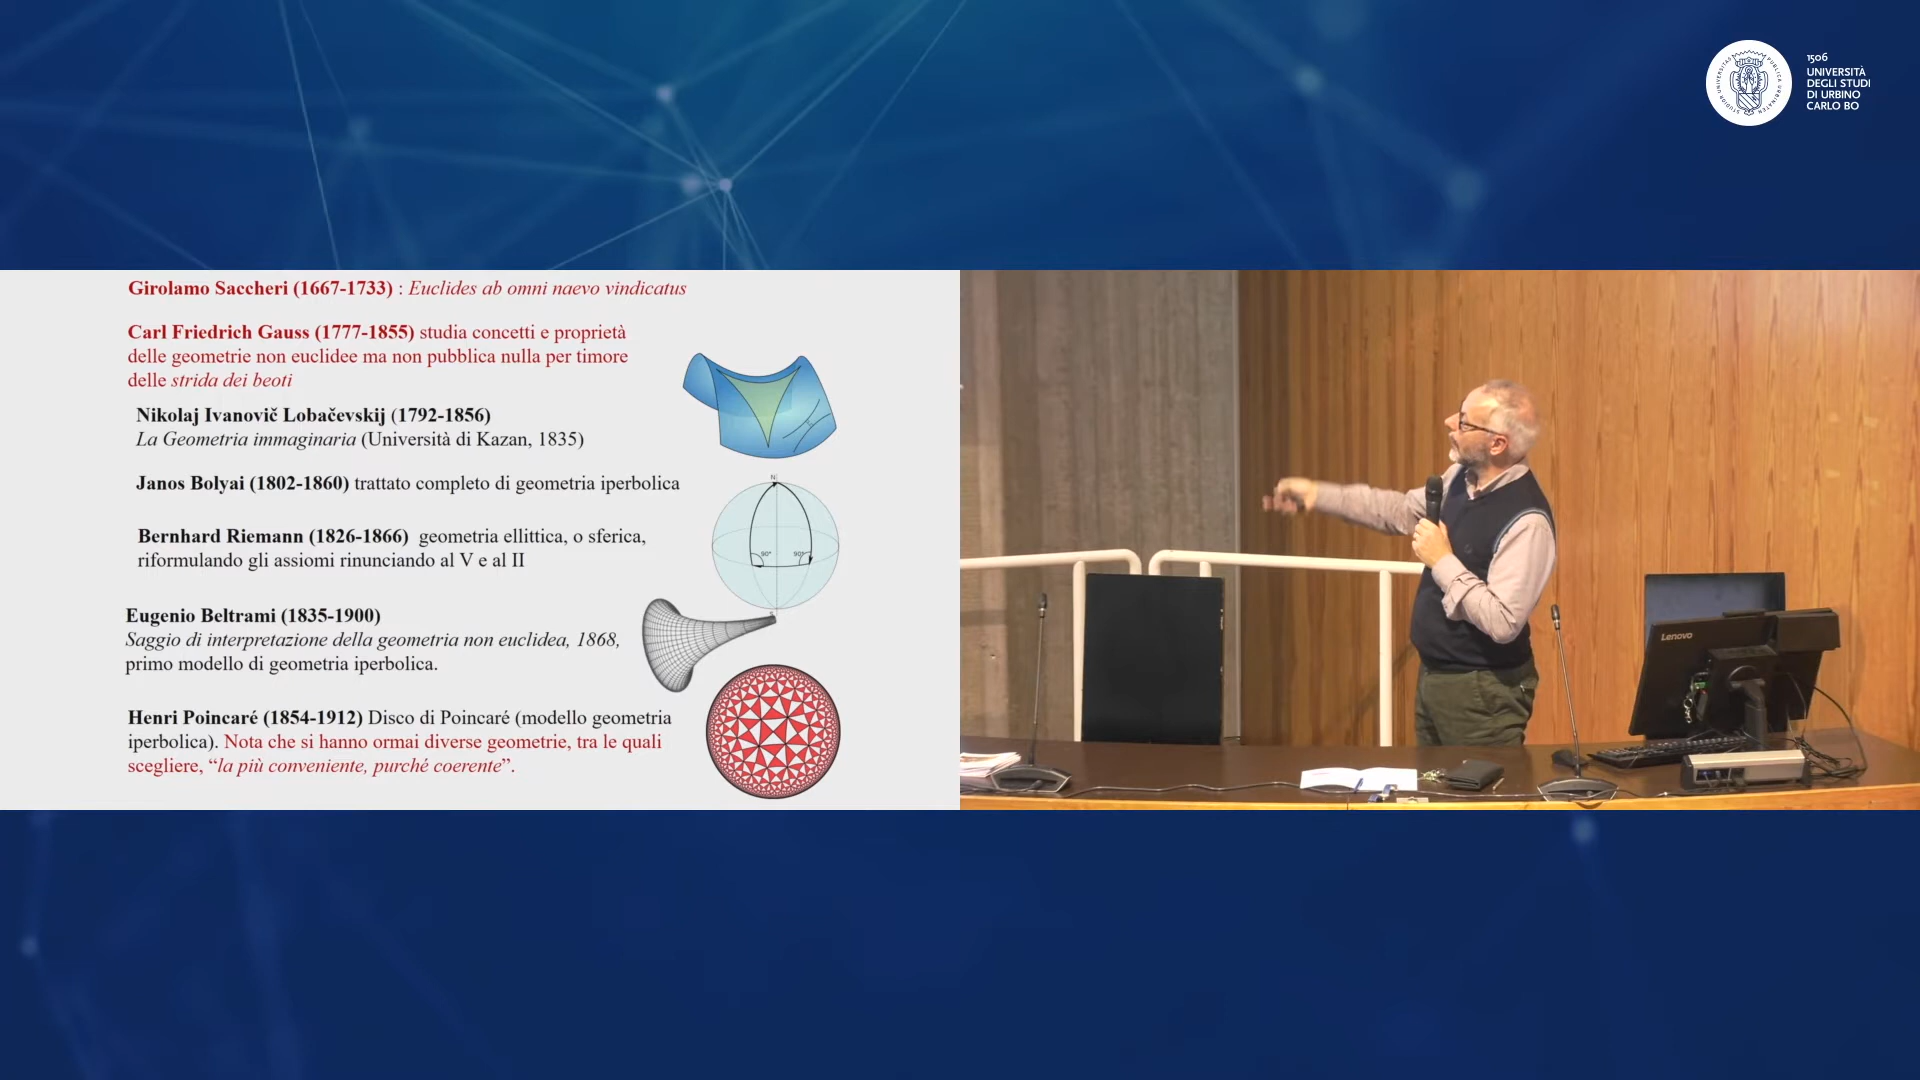 1506
UNIVERSITÀ
DEGLI STUDI
DI URBINO
CARLO BO
Girolamo Saccheri (1667-1733) : Euclides ab omni naevo vindicatus
Carl Friedrich Gauss (1777-1855) studia concetti e proprietà
delle geometrie non euclidee ma non pubblica nulla per timore
delle strida dei beoti
Nikolaj Ivanovič Lobačevskij (1792-1856)
La Geometria immaginaria (Università di Kazan, 1835)
Janos Bolyai (1802-1860) trattato completo di geometria iperbolica
N
Bernhard Riemann (1826-1866) geometria ellittica, o sferica,
riformulando gli assiomi rinunciando al V e al II
90° 90°
Eugenio Beltrami (1835-1900)
Saggio di interpretazione della geometria non euclidea, 1868,
primo modello di geometria iperbolica.
Henri Poincaré (1854-1912) Disco di Poincaré (modello geometria
iperbolica). Nota che si hanno ormai diverse geometrie, tra le quali
scegliere, “la più conveniente, purché coerente”.
Lenovo